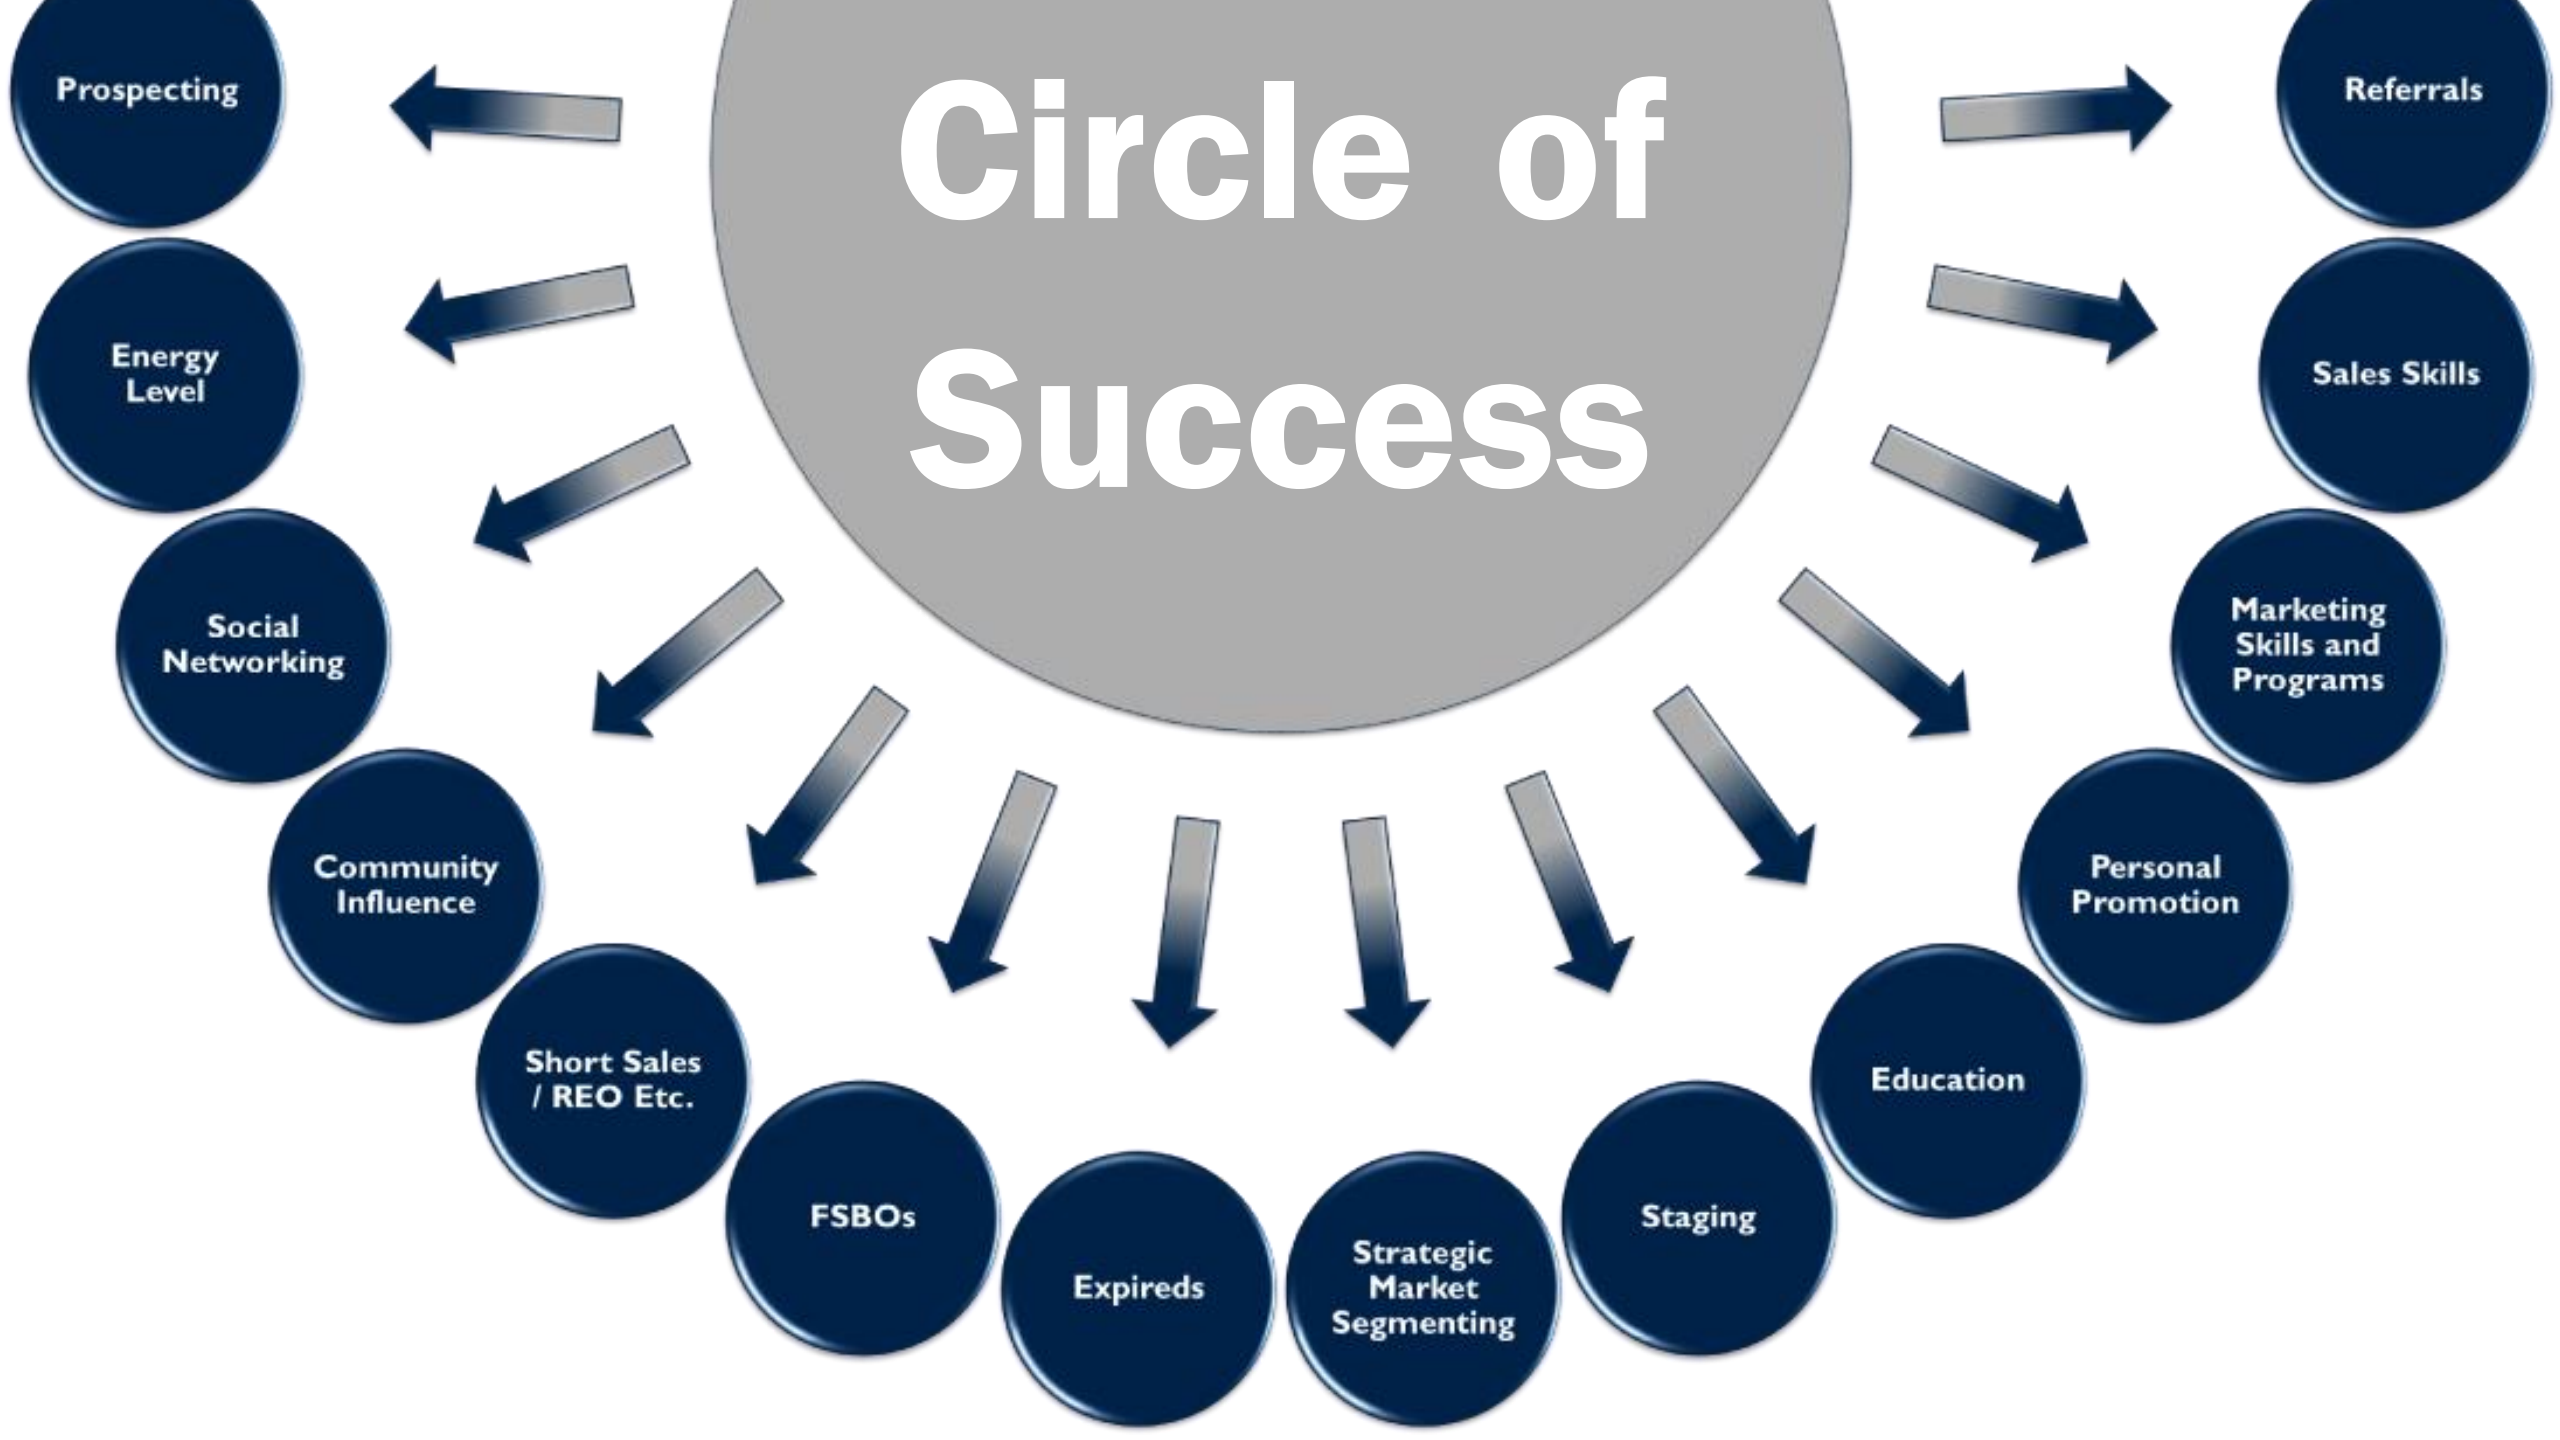 Circle of
Success
Prospecting
Energy
Level
Social
Networking
Community
Influence
Short Sales
/ REO Etc.
FSBOs
Expireds
Strategic
Market
Segmenting
Staging
Education
Personal
Promotion
Marketing
Skills and
Programs
Sales Skills
Referrals